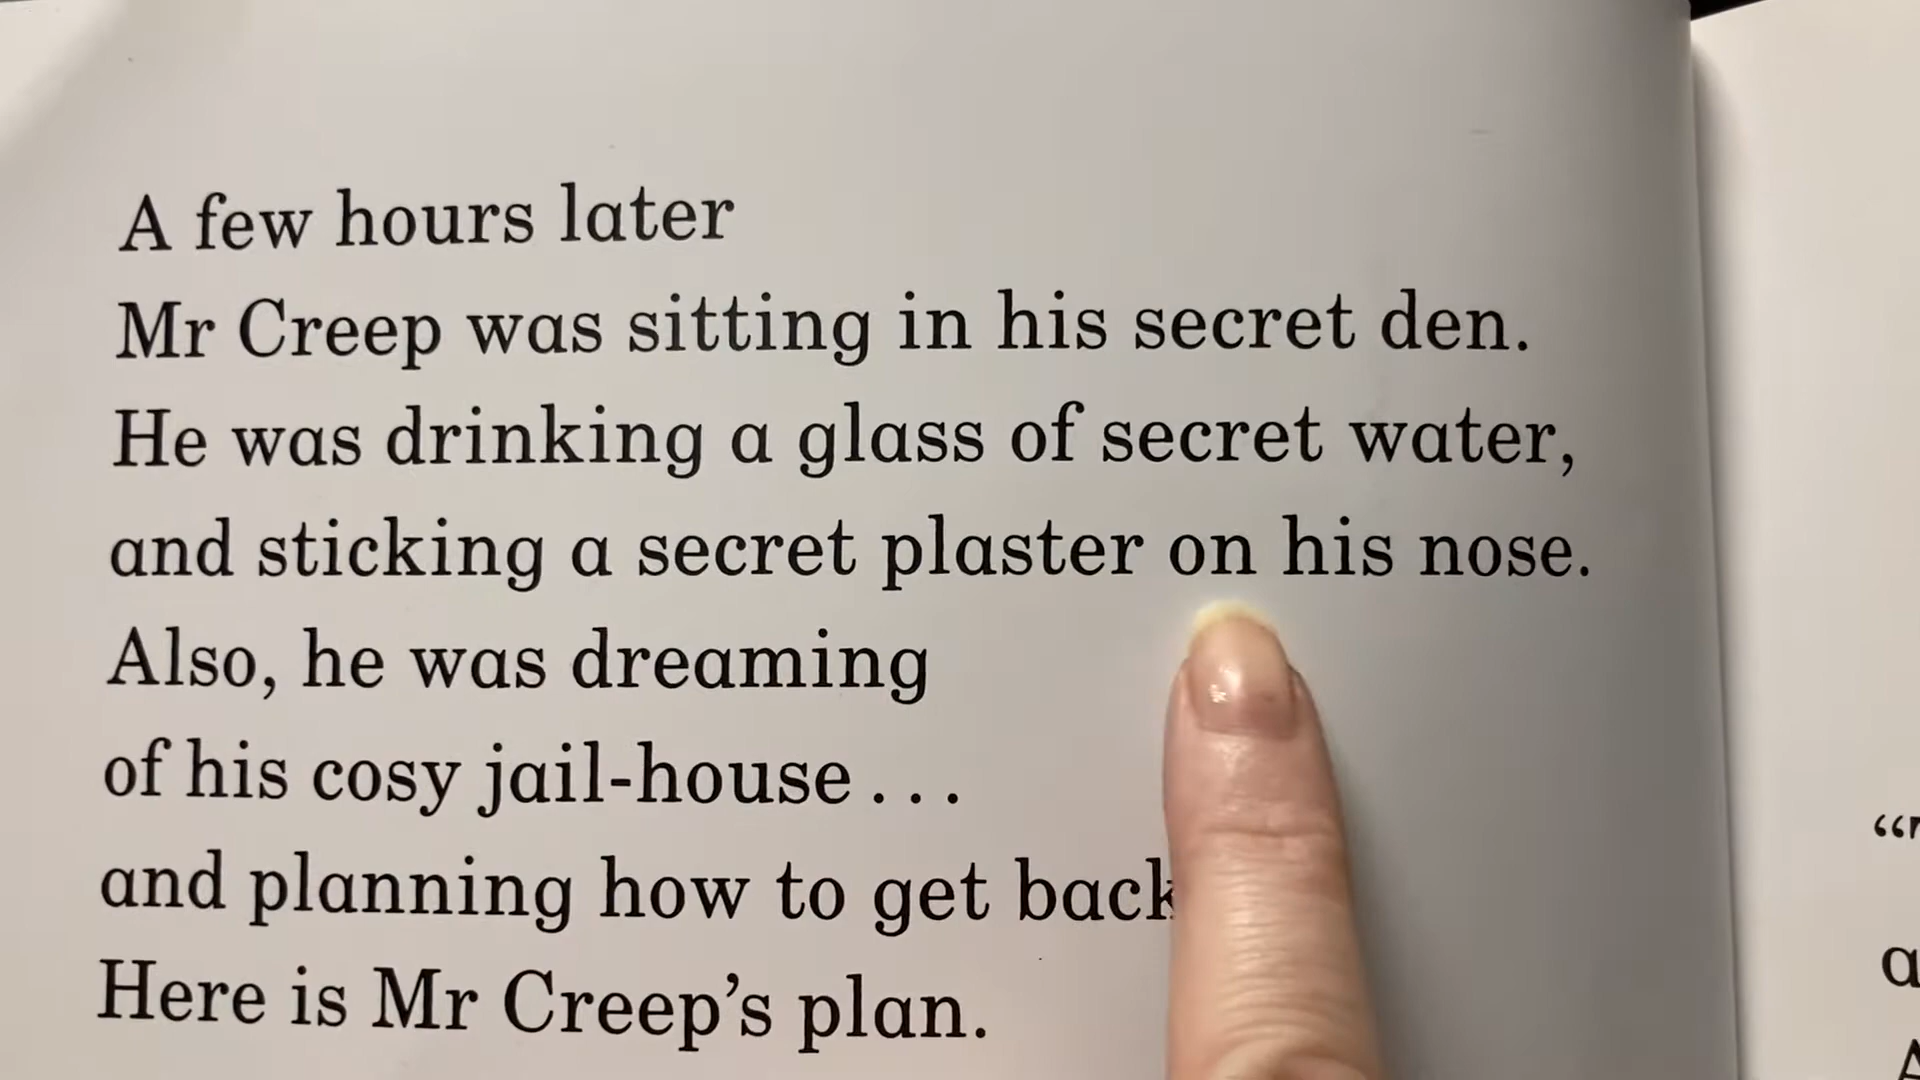 A few hours later
Mr Creep was sitting in his secret den.
He was drinking a glass of secret water,
and sticking a secret plaster on his nose.
Also, he was dreaming
of his cosy jail-house . . .
and planning how to get back
Here is Mr Creep’s plan.